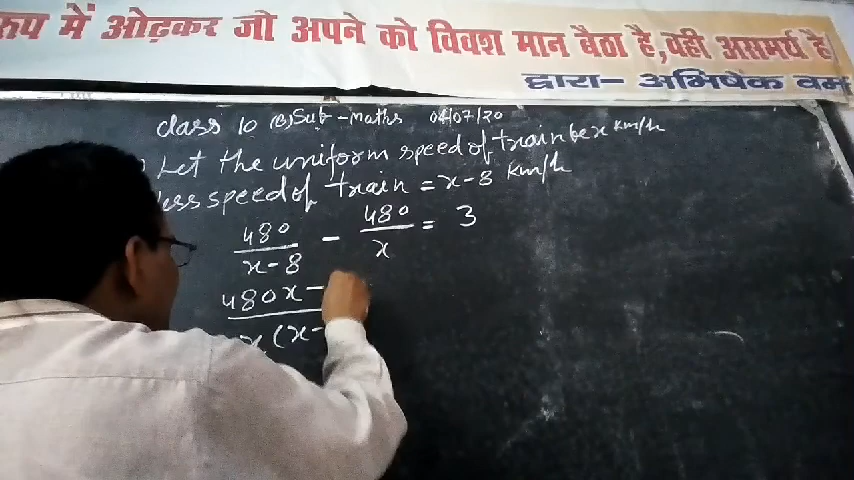 रूप में ओढ़कर जो अपने को विवश मान बैठा है, वही असमर्थ है
द्वारा- अभिषेक वर्मा
class 10 (B) Sub-maths 04/07/20
Let the uniform speed of train be x km/h
less speed of train = x-8 km/h
480/x-8 - 480/x = 3
480x -
x (x-